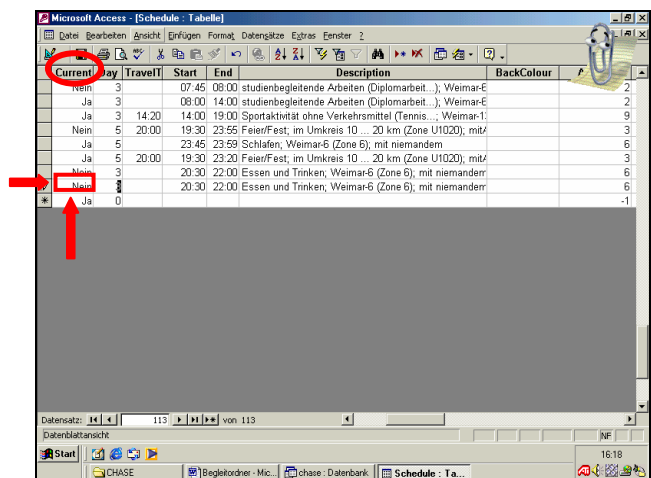 Microsoft Access - [Schedule : Tabelle]
Datei Bearbeiten Ansicht Einfügen Format Datensätze Extras Fenster ?
Current Day TravelT Start End Description BackColour
Nein 3 07:45 08:00 studienbegleitende Arbeiten (Diplomarbeit...); Weimar-6 2
Ja 3 08:00 14:00 studienbegleitende Arbeiten (Diplomarbeit...); Weimar-6 2
Ja 3 14:20 14:00 19:00 Sportaktivität ohne Verkehrsmittel (Tennis...; Weimar-1 9
Nein 5 20:00 19:30 23:55 Feier/Fest; im Umkreis 10 ... 20 km (Zone U1020); mit 3
Ja 5 23:45 23:59 Schlafen; Weimar-6 (Zone 6); mit niemandem 6
Ja 5 20:00 19:30 23:20 Feier/Fest; im Umkreis 10 ... 20 km (Zone U1020); mit 3
Nein 3 20:30 22:00 Essen und Trinken; Weimar-6 (Zone 6); mit niemandem 6
Nein 3 20:30 22:00 Essen und Trinken; Weimar-6 (Zone 6); mit niemandem 6
* Ja 0 -1
Datensatz: 113 von 113
Datenblattansicht NF
Start 16:18
CHASE Begleitordner - Mic... chase : Datenbank Schedule : Ta...